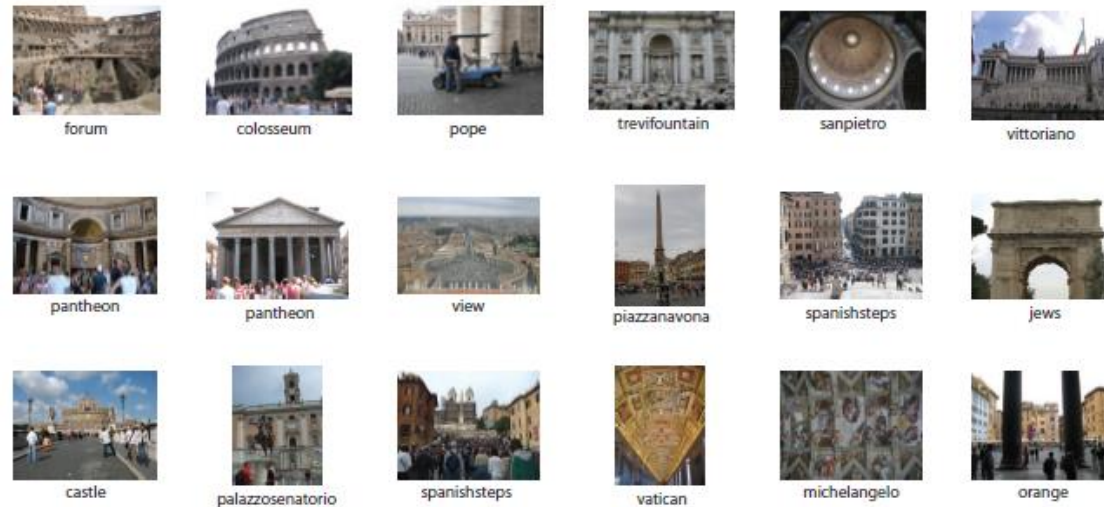 forum
colosseum
pope
trevifountain
sanpietro
vittoriano
pantheon
pantheon
view
piazzanavona
spanishsteps
jews
castle
palazzosenatorio
spanishsteps
vatican
michelangelo
orange